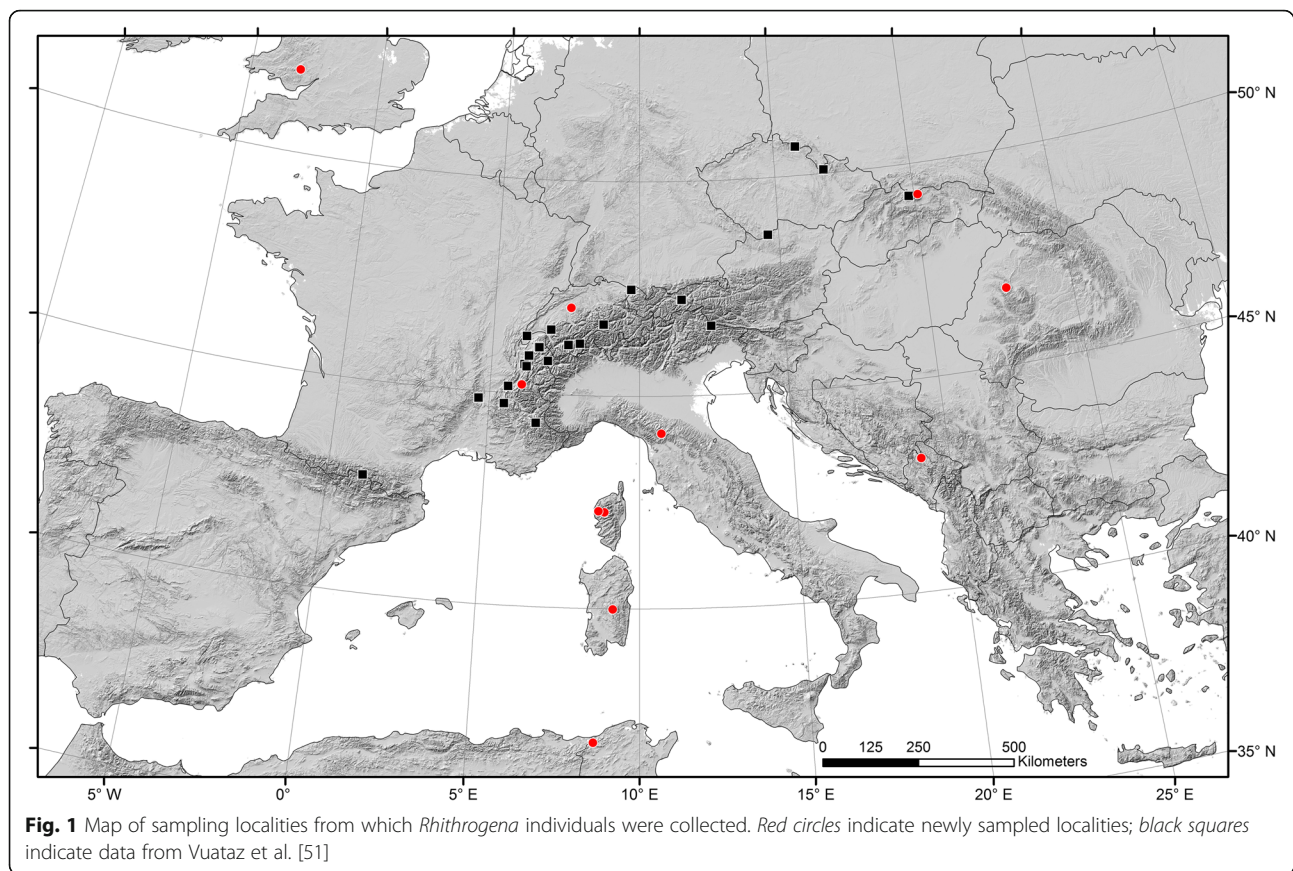 50° N
45° N
40° N
0 125 250 500
Kilometers
35° N
5° W 0° 5° E 10° E 15° E 20° E 25° E
Fig. 1 Map of sampling localities from which Rhithrogena individuals were collected. Red circles indicate newly sampled localities; black squares
indicate data from Vuataz et al. [51]